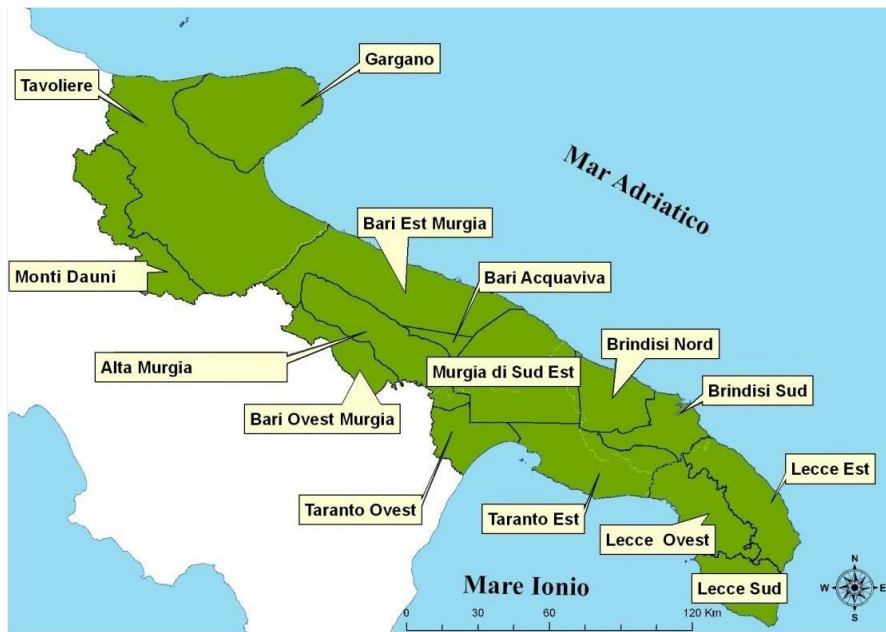 Gargano
Tavoliere
Mar Adriatico
Bari Est Murgia
Monti Dauni
Bari Acquaviva
Brindisi Nord
Alta Murgia
Murgia di Sud Est
Brindisi Sud
Bari Ovest Murgia
Lecce Est
Taranto Ovest
Taranto Est
Lecce Ovest
Mare Ionio
Lecce Sud
N
W E
S
0 30 60 120 Km